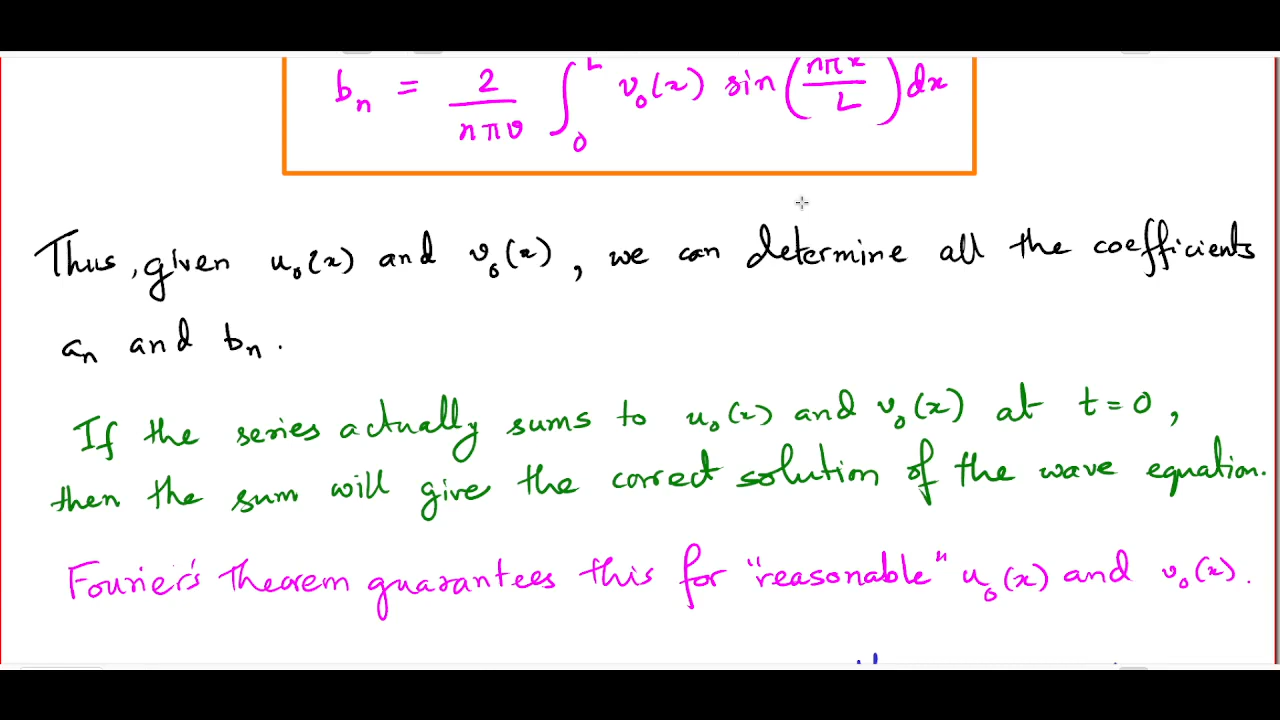 bₙ = 2/(nπv) ∫₀ᴸ v₀(x) sin(nπx/L) dx
Thus, given u₀(x) and v₀(x), we can determine all the coefficients
aₙ and bₙ.
If the series actually sums to u₀(x) and v₀(x) at t=0,
then the sum will give the correct solution of the wave equation.
Fourier's Theorem guarantees this for "reasonable" u₀(x) and v₀(x).